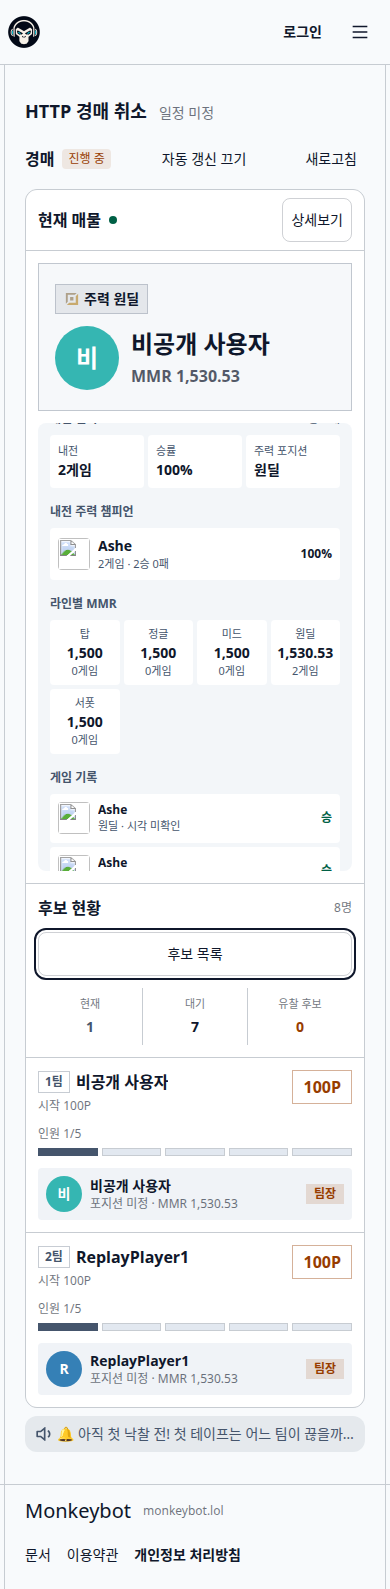 로그인
HTTP 경매 취소 일정 미정
경매 진행 중 자동 갱신 끄기 새로고침
현재 매물 상세보기
주력 원딜
비
비공개 사용자
MMR 1,530.53
내전 승률 주력 포지션
2게임 100% 원딜
내전 주력 챔피언
Ashe
2게임 · 2승 0패
100%
라인별 MMR
탑 정글 미드 원딜
1,500 1,500 1,500 1,530.53
0게임 0게임 0게임 2게임
서폿
1,500
0게임
게임 기록
Ashe
원딜 · 시각 미확인
승
Ashe
승
후보 현황 8명
후보 목록
현재 대기 유찰 후보
1 7 0
1팀 비공개 사용자 100P
시작 100P
인원 1/5
비
비공개 사용자
포지션 미정 · MMR 1,530.53
팀장
2팀 ReplayPlayer1 100P
시작 100P
인원 1/5
R
ReplayPlayer1
포지션 미정 · MMR 1,530.53
팀장
🔔 아직 첫 낙찰 전! 첫 테이프는 어느 팀이 끊을까...
Monkeybot monkeybot.lol
문서 이용약관 개인정보 처리방침